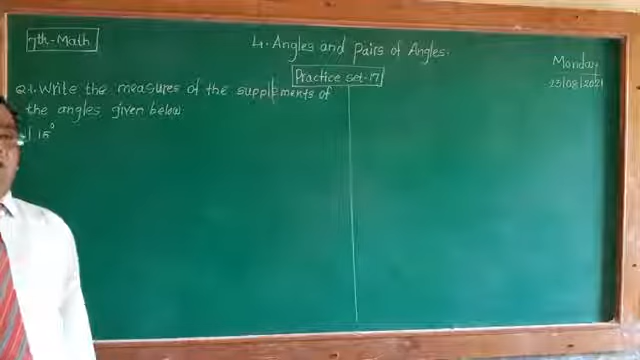 7th-Math
4. Angles and Pairs of Angles.
Monday
23/08/2021
Practice set-17
Q.1. Write the measures of the supplements of
the angles given below
15°